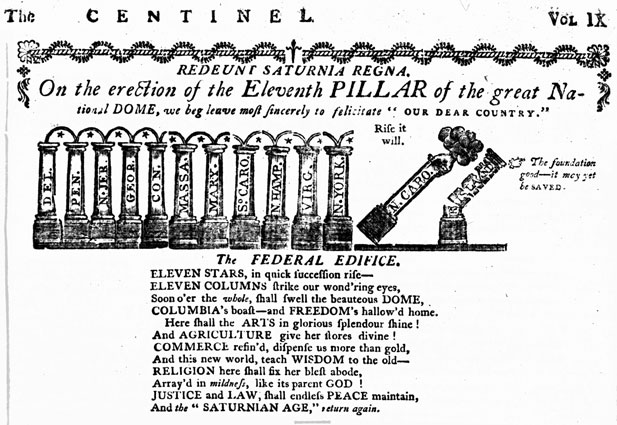 The CENTINEL. VOL IX
REDEUNT SATURNIA REGNA.
On the erection of the Eleventh PILLAR of the great Na-
tional DOME, we beg leave moſt ſincerely to felicitate “ OUR DEAR COUNTRY.”
Riſe it
will.
The foundation
good—it may yet
be SAVED.
DEL.
PEN.
N.JER.
GEOR.
CON.
MASSA.
MARY.
So.CARO.
N.HAMP.
VIRG.
N.YORK.
N.CARO.
The FEDERAL EDIFICE.
ELEVEN STARS, in quick ſucceſſion riſe—
ELEVEN COLUMNS ſtrike our wond'ring eyes,
Soon o'er the whole, ſhall ſwell the beauteous DOME,
COLUMBIA's boaſt—and FREEDOM's hallow'd home.
Here ſhall the ARTS in glorious ſplendour ſhine !
And AGRICULTURE give her ſtores divine !
COMMERCE refin'd, diſpenſe us more than gold,
And this new world, teach WISDOM to the old—
RELIGION here ſhall fix her bleſt abode,
Array'd in mildneſs, like its parent GOD !
JUSTICE and LAW, ſhall endleſs PEACE maintain,
And the “ SATURNIAN AGE,” return again.